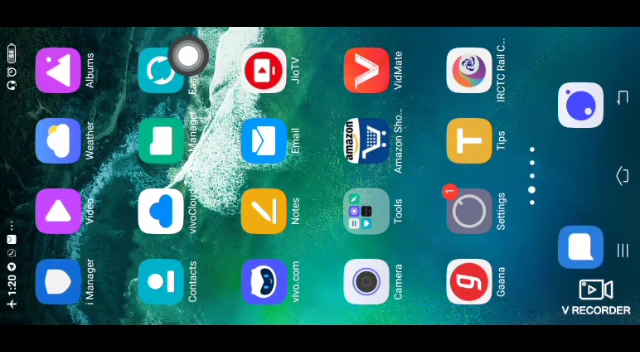 1:20
i Manager Video Weather Albums
Contacts vivoCloud Manager
vivo.com Notes Email JioTV
amazon
Camera Tools Amazon Sho... VidMate
g 1 T
Gaana Settings Tips IRCTC Rail C...
V RECORDER